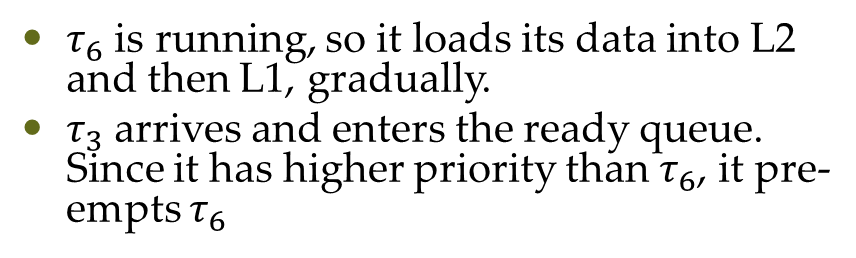 • τ₆ is running, so it loads its data into L2
and then L1, gradually.
• τ₃ arrives and enters the ready queue.
Since it has higher priority than τ₆, it pre-
empts τ₆